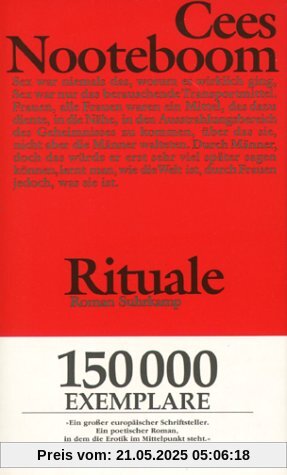 Cees
Nooteboom
Sex war niemals das, worum er wirklich ging,
Sex war nur das berauschende Transportmittel.
Frauen, alle Frauen waren ein Mittel, das dazu
diente, in die Nähe, in den Ausstrahlungsbereich
des Geheimnisses zu kommen, über das sie,
nicht aber die Männer walteten. Durch Männer,
doch das würde er erst sehr viel später sagen
können, lernt man, wie die Welt ist, durch Frauen
jedoch, was sie ist.
Rituale
Roman Suhrkamp
150 000
EXEMPLARE
»Ein großer europäischer Schriftsteller.
Ein poetischer Roman,
in dem die Erotik im Mittelpunkt steht.«
Preis vom: 21.05.2025 05:06:18